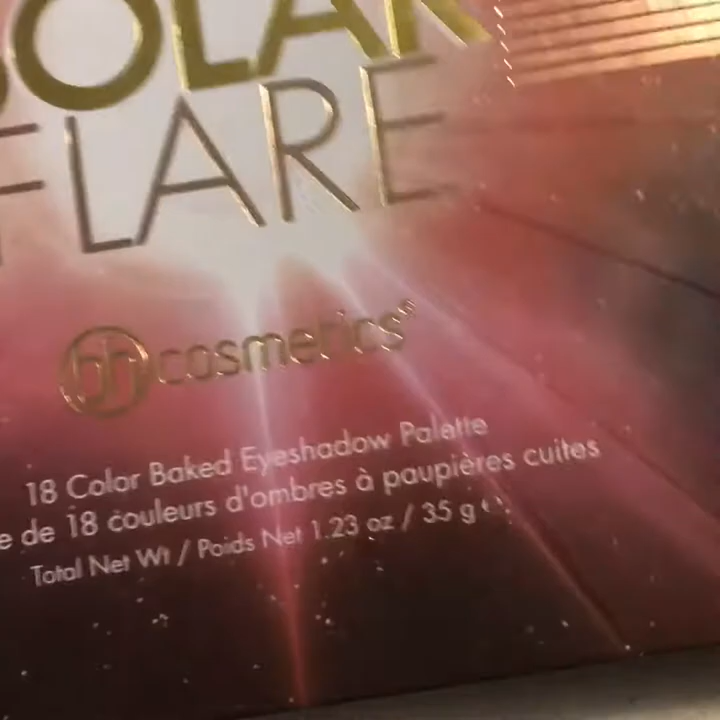 SOLAR
FLARE
bh cosmetics®
18 Color Baked Eyeshadow Palette
e de 18 couleurs d'ombres à paupières cuites
Total Net Wt / Poids Net 1.23 oz / 35 g ℮